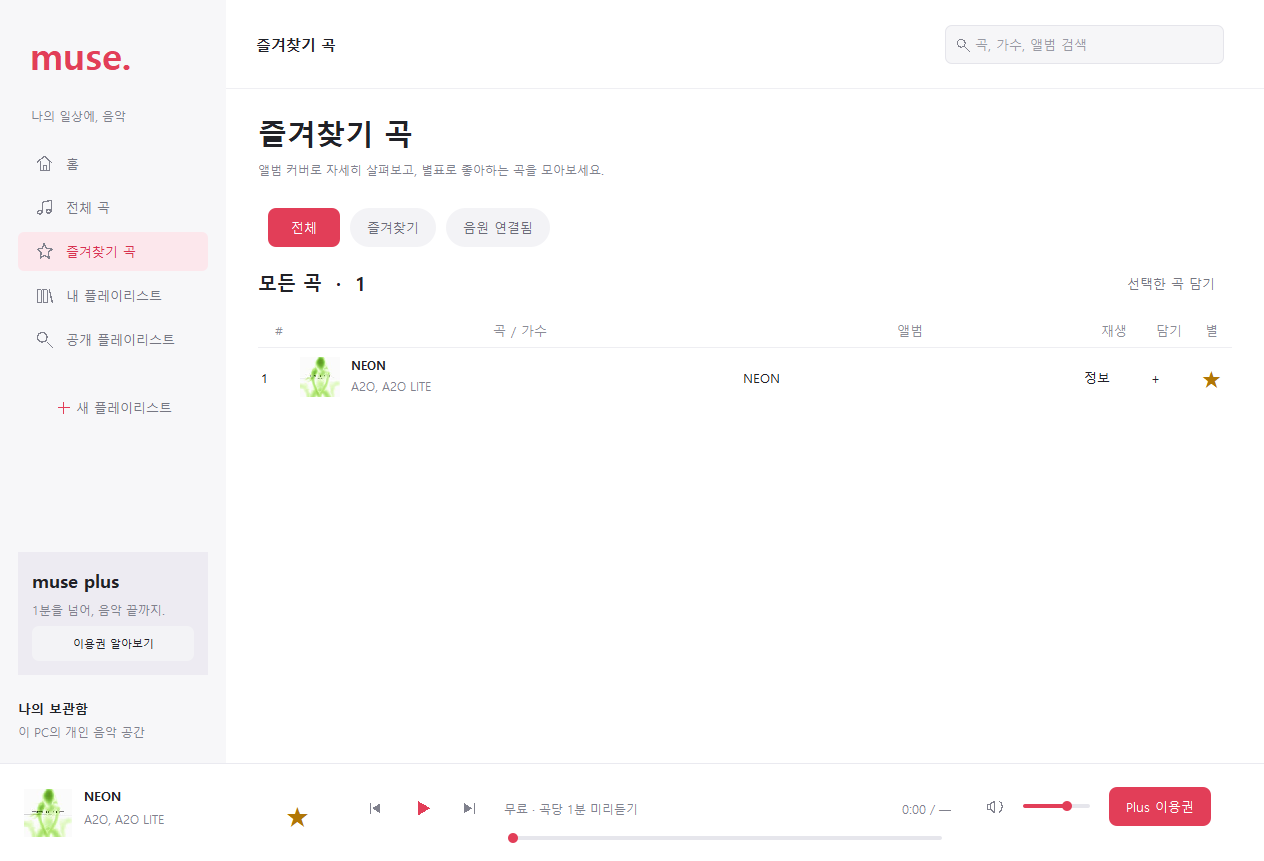 muse.
나의 일상에, 음악
홈
전체 곡
즐겨찾기 곡
내 플레이리스트
공개 플레이리스트
+ 새 플레이리스트
muse plus
1분을 넘어, 음악 끝까지.
이용권 알아보기
나의 보관함
이 PC의 개인 음악 공간
즐겨찾기 곡
곡, 가수, 앨범 검색
즐겨찾기 곡
앨범 커버로 자세히 살펴보고, 별표로 좋아하는 곡을 모아보세요.
전체 즐겨찾기 음원 연결됨
모든 곡 · 1 선택한 곡 담기
# 곡 / 가수 앨범 재생 담기 별
1 NEON NEON 정보 + ★
A2O, A2O LITE
NEON
A2O, A2O LITE
★
무료 · 곡당 1분 미리듣기 0:00 / —
Plus 이용권